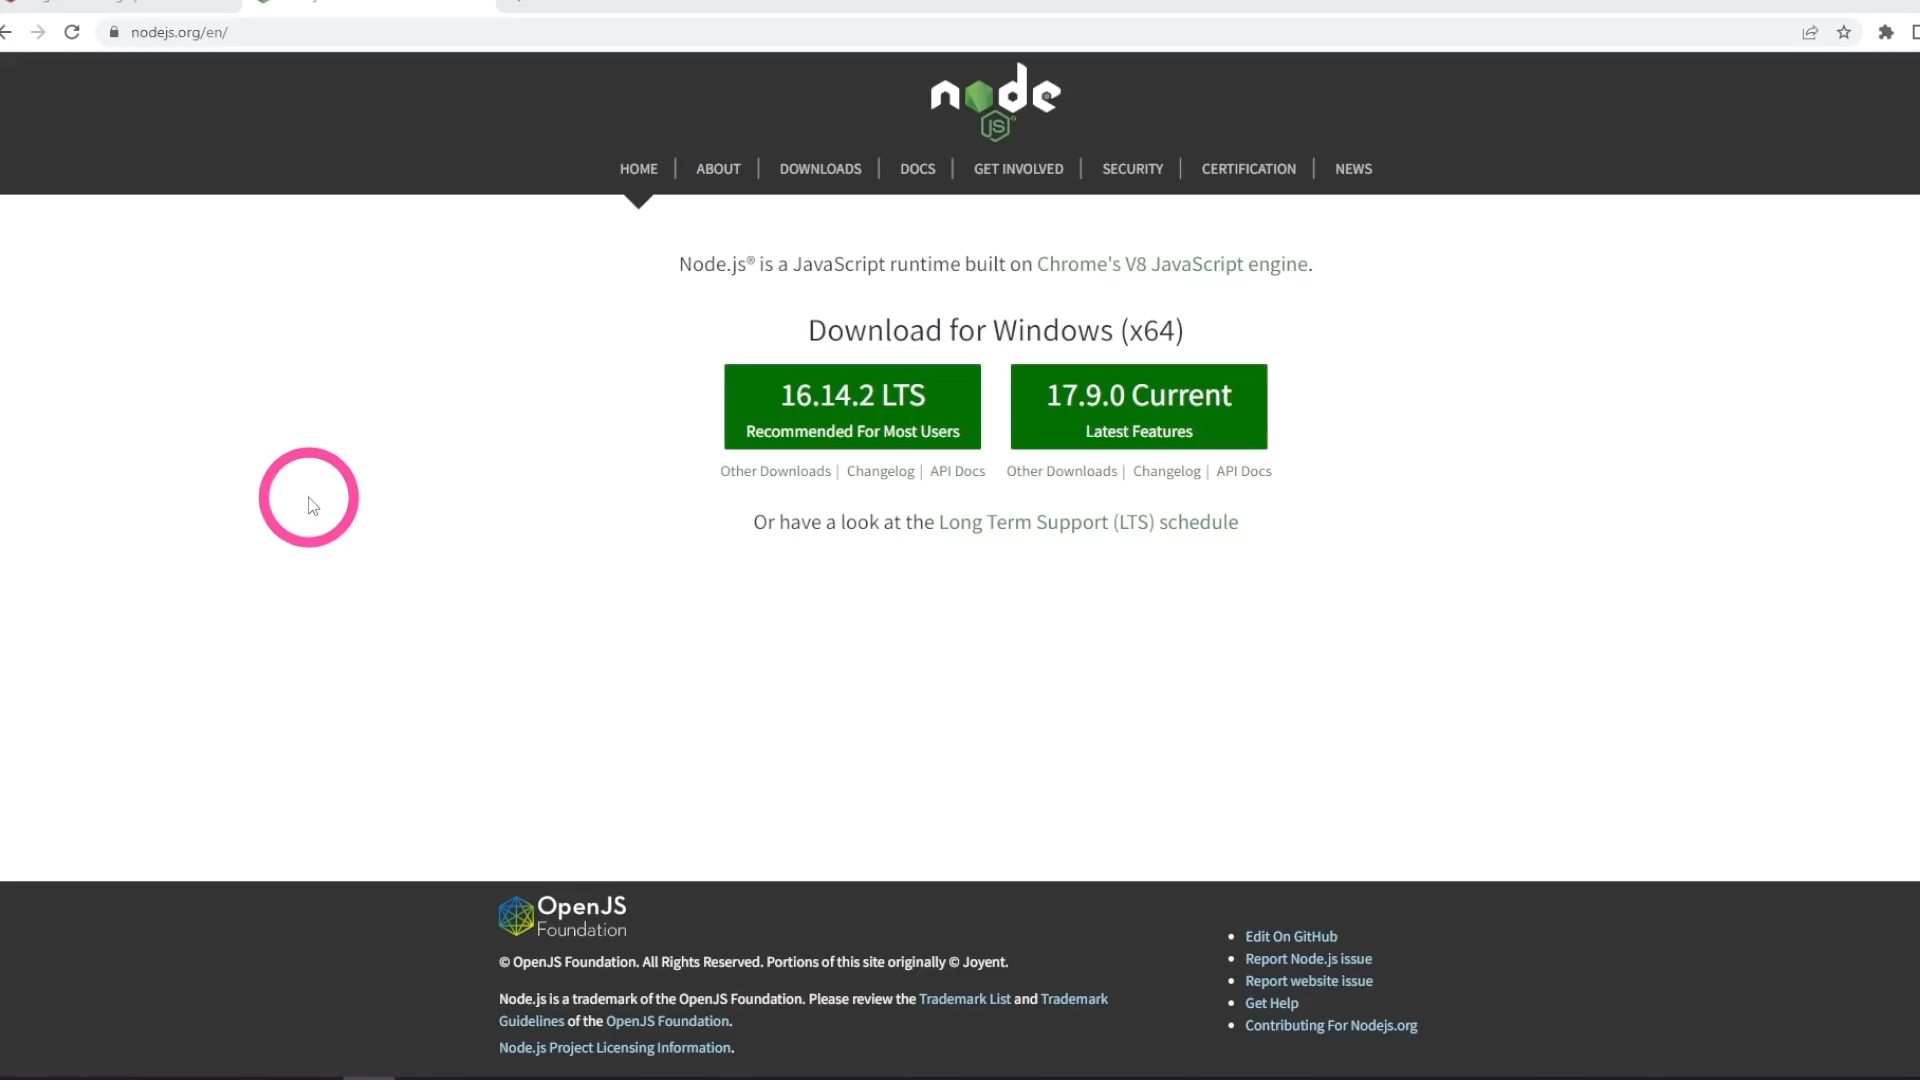 nodejs.org/en/
node
JS
HOME | ABOUT | DOWNLOADS | DOCS | GET INVOLVED | SECURITY | CERTIFICATION | NEWS
Node.js® is a JavaScript runtime built on Chrome's V8 JavaScript engine.
Download for Windows (x64)
16.14.2 LTS
Recommended For Most Users
17.9.0 Current
Latest Features
Other Downloads | Changelog | API Docs
Other Downloads | Changelog | API Docs
Or have a look at the Long Term Support (LTS) schedule
OpenJS
Foundation
© OpenJS Foundation. All Rights Reserved. Portions of this site originally © Joyent.
Node.js is a trademark of the OpenJS Foundation. Please review the Trademark List and Trademark
Guidelines of the OpenJS Foundation.
Node.js Project Licensing Information.
Edit On GitHub
Report Node.js issue
Report website issue
Get Help
Contributing For Nodejs.org